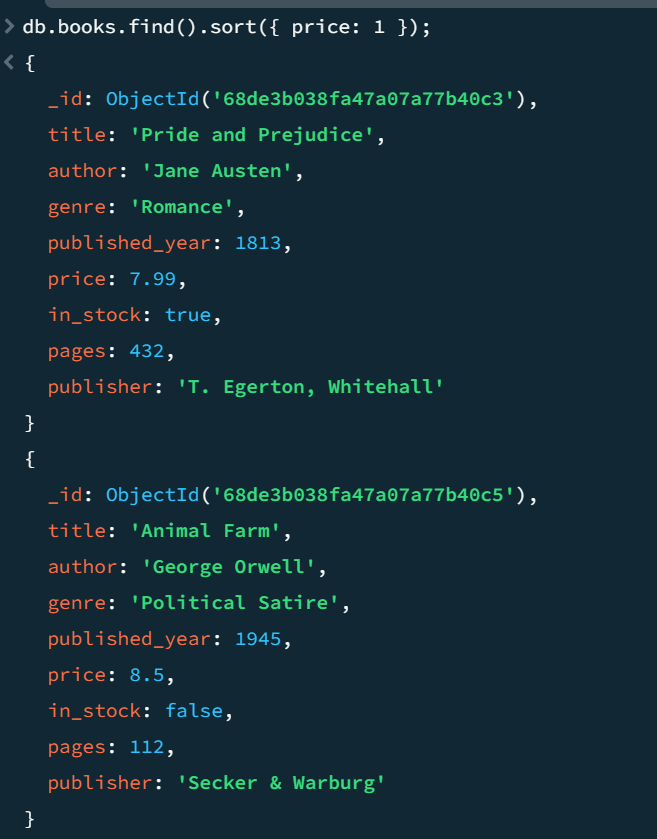 > db.books.find().sort({ price: 1 });
< {
_id: ObjectId('68de3b038fa47a07a77b40c3'),
title: 'Pride and Prejudice',
author: 'Jane Austen',
genre: 'Romance',
published_year: 1813,
price: 7.99,
in_stock: true,
pages: 432,
publisher: 'T. Egerton, Whitehall'
}
{
_id: ObjectId('68de3b038fa47a07a77b40c5'),
title: 'Animal Farm',
author: 'George Orwell',
genre: 'Political Satire',
published_year: 1945,
price: 8.5,
in_stock: false,
pages: 112,
publisher: 'Secker & Warburg'
}